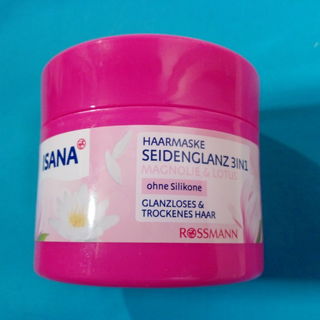 ISANA
HAARMASKE
SEIDENGLANZ 3IN1
MAGNOLIE & LOTUS
ohne Silikone
GLANZLOSES &
TROCKENES HAAR
ROSSMANN